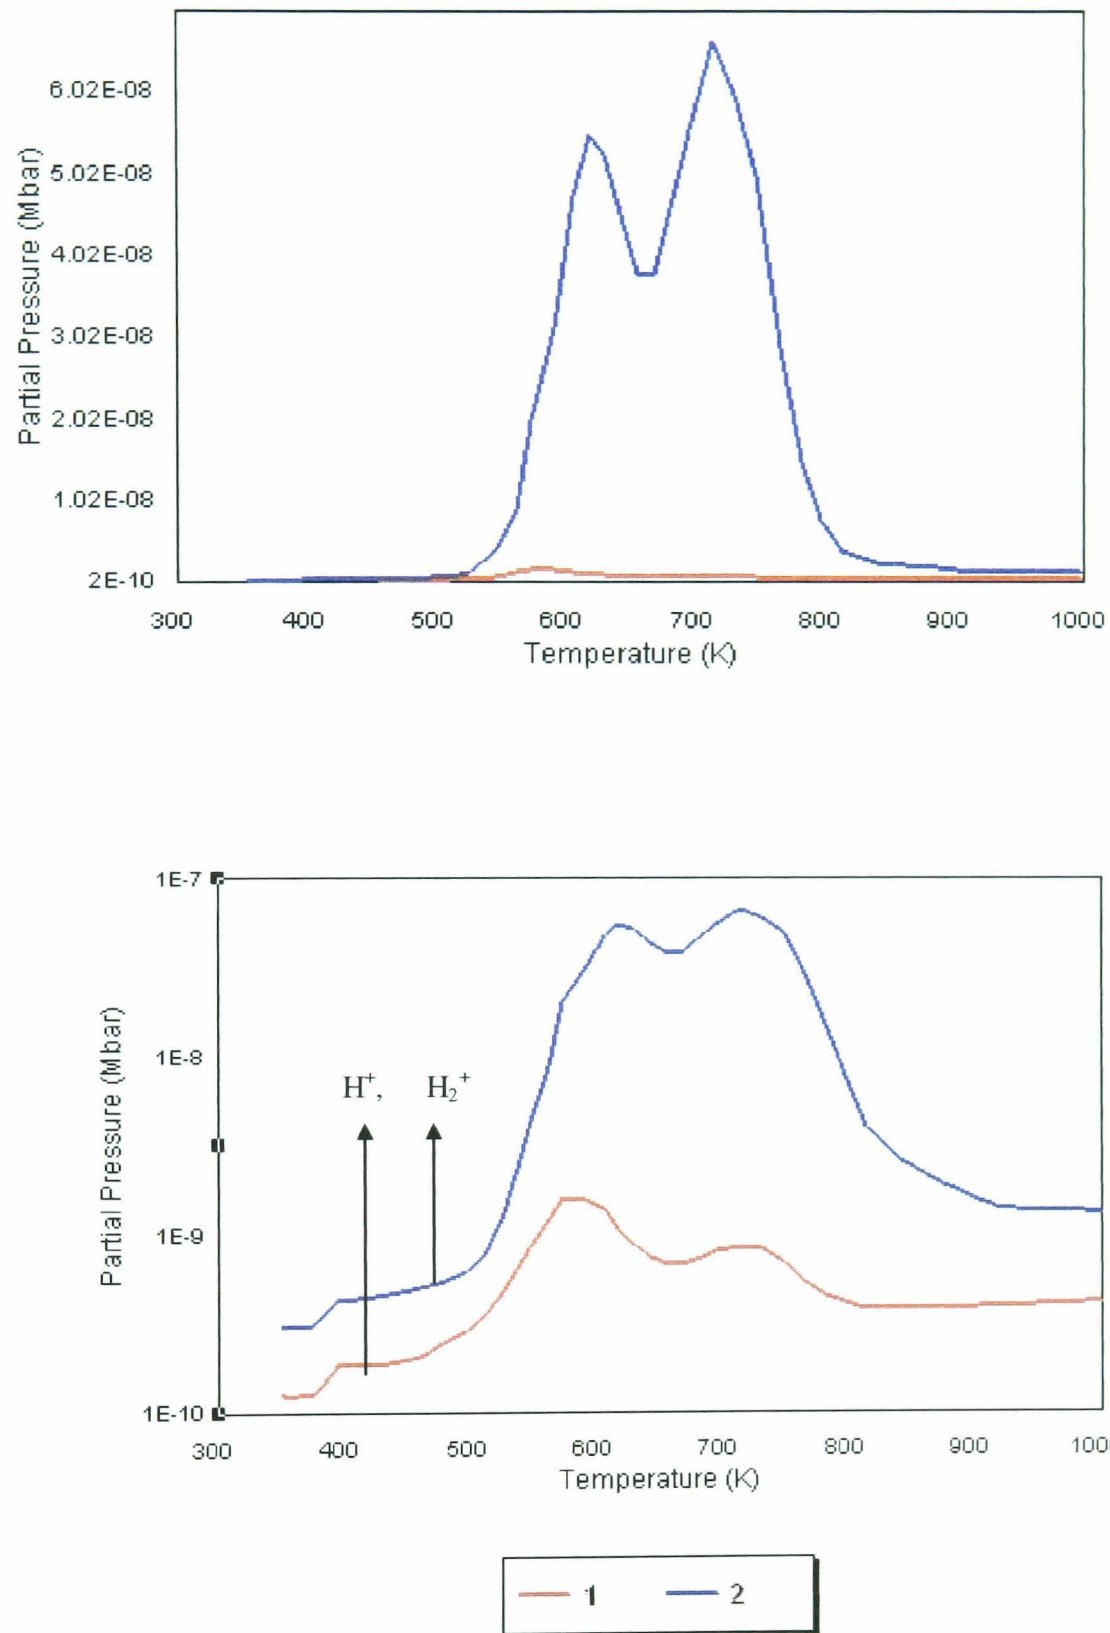 6.02E-08
5.02E-08
4.02E-08
3.02E-08
2.02E-08
1.02E-08
2E-10
Partial Pressure (Mbar)
300 400 500 600 700 800 900 1000
Temperature (K)
1E-7
1E-8
1E-9
1E-10
Partial Pressure (Mbar)
H⁺, H₂⁺
300 400 500 600 700 800 900 100
Temperature (K)
1 2